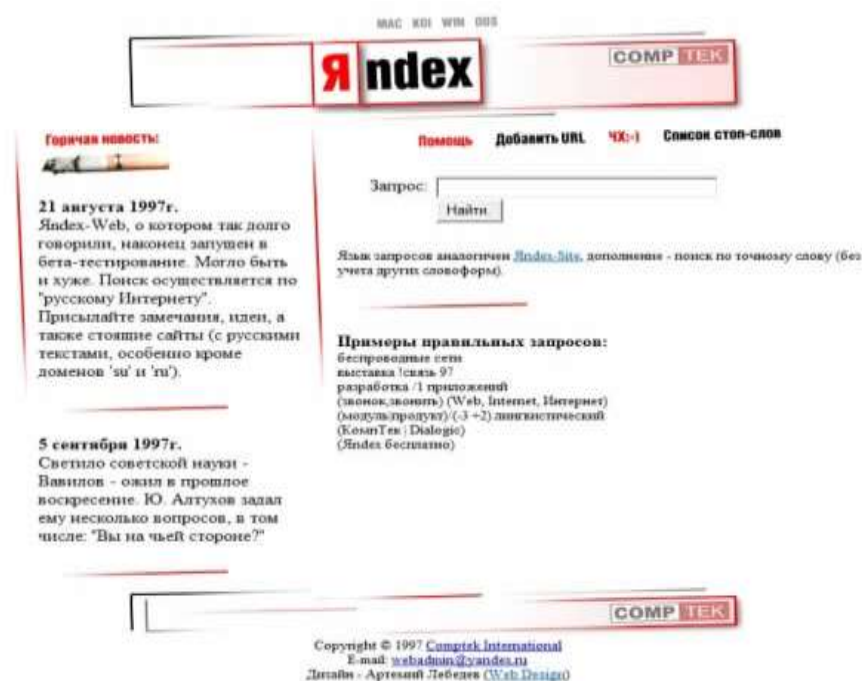 MAC KOI WIN DOS
Яndex
COMP TEK
Горячая новость:
Помощь Добавить URL ЧХ:-) Список стоп-слов
Запрос:
Найти
21 августа 1997г.
Яndex-Web, о котором так долго
говорили, наконец запущен в
бета-тестирование. Могло быть
и хуже. Поиск осуществляется по
"русскому Интернету".
Присылайте замечания, идеи, а
также стоящие сайты (с русскими
текстами, особенно кроме
доменов 'su' и 'ru').
5 сентября 1997г.
Светило советской науки -
Вавилов - ожил в прошлое
воскресение. Ю. Алтухов задал
ему несколько вопросов, в том
числе: "Вы на чьей стороне?"
Язык запросов аналогичен Яndex-Site, дополнение - поиск по точному слову (без
учета других словоформ).
Примеры правильных запросов:
беспроводные сети
выставка !связь 97
разработка /1 приложений
(звонок,звонить) (Web, Internet, Интернет)
(модуль|продукт)/(-3 +2) лингвистический
(КомпТек | Dialogic)
(Яndex бесплатно)
COMP TEK
Copyright © 1997 Comptek International
E-mail: webadmin@yandex.ru
Дизайн - Артемий Лебедев (Web Design)